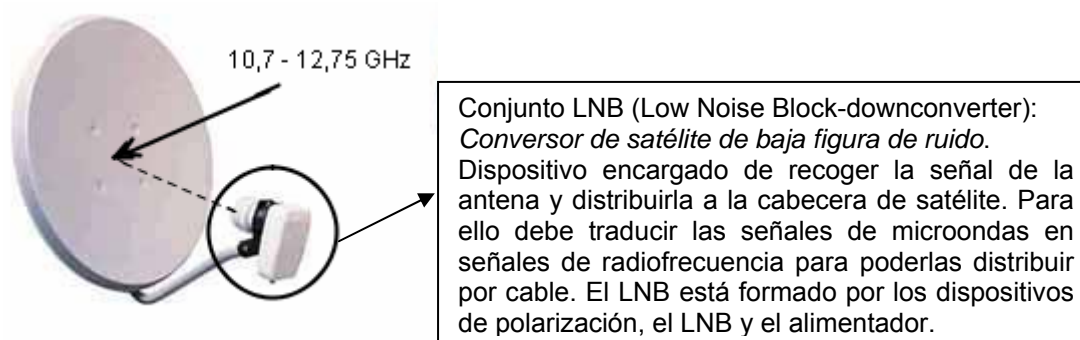 10,7 - 12,75 GHz
Conjunto LNB (Low Noise Block-downconverter):
Conversor de satélite de baja figura de ruido.
Dispositivo encargado de recoger la señal de la
antena y distribuirla a la cabecera de satélite. Para
ello debe traducir las señales de microondas en
señales de radiofrecuencia para poderlas distribuir
por cable. El LNB está formado por los dispositivos
de polarización, el LNB y el alimentador.